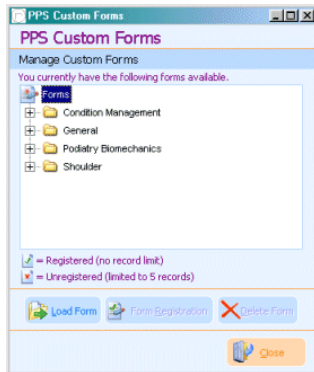 PPS Custom Forms
PPS Custom Forms
Manage Custom Forms
You currently have the following forms available.
Forms
Condition Management
General
Podiatry Biomechanics
Shoulder
= Registered (no record limit)
= Unregistered (limited to 5 records)
Load Form Form Registration Delete Form
Close